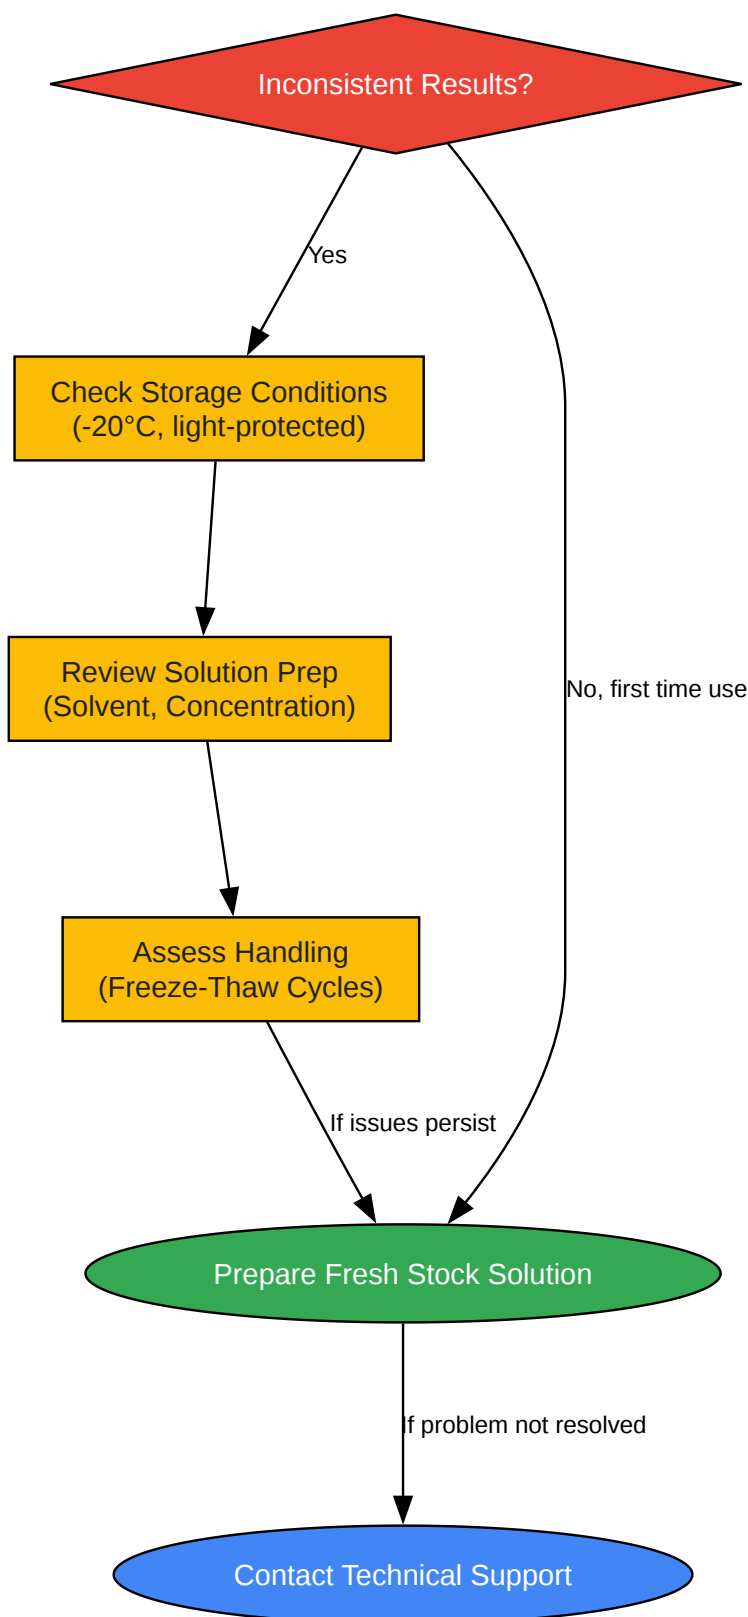 Inconsistent Results?
Yes
Check Storage Conditions
(-20°C, light-protected)
Review Solution Prep
(Solvent, Concentration)
No, first time use
Assess Handling
(Freeze-Thaw Cycles)
If issues persist
Prepare Fresh Stock Solution
If problem not resolved
Contact Technical Support